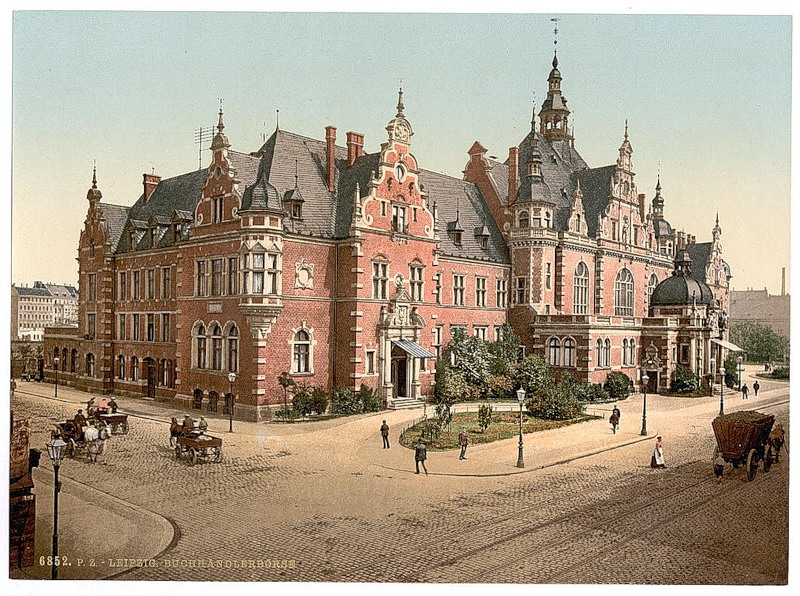 6852. P. Z. - LEIPZIG. BUCHHÄNDLERBÖRSE